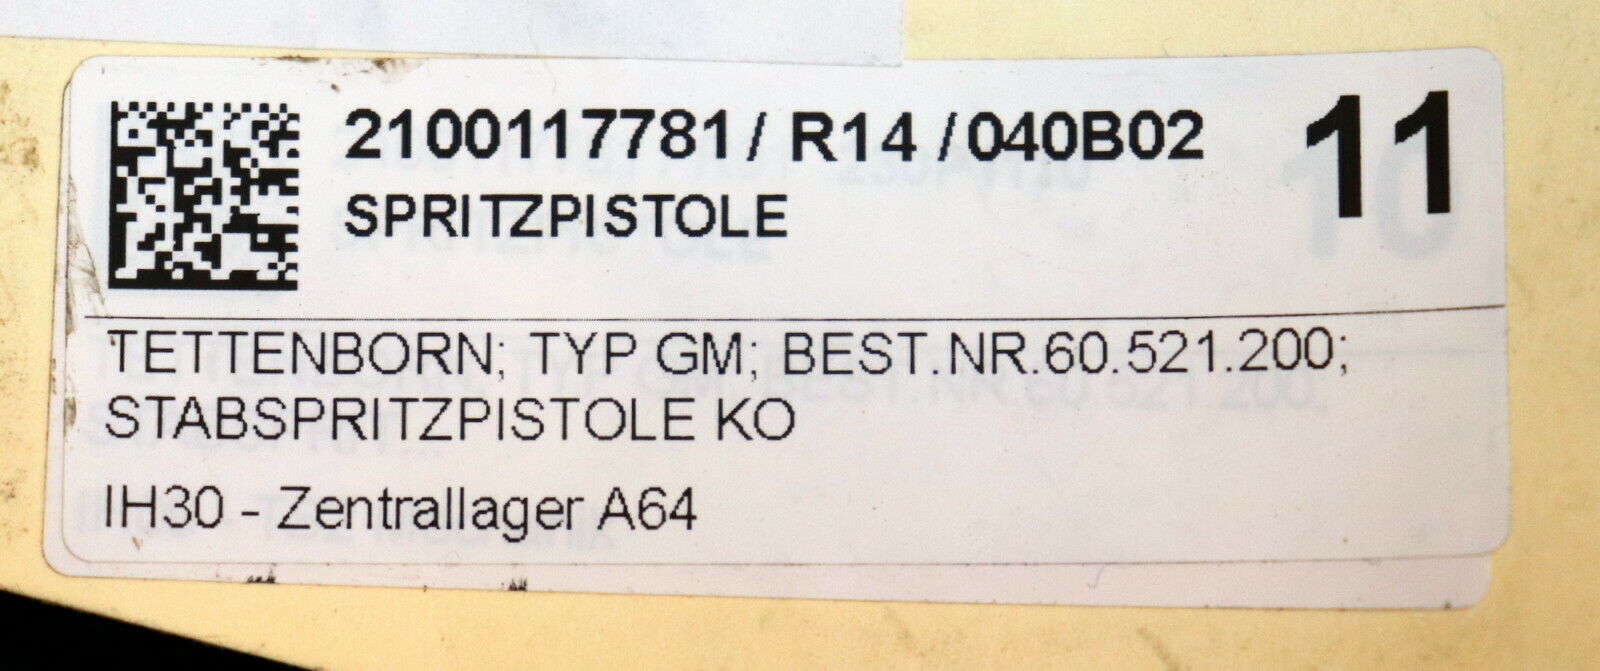 2100117781/ R14 /040B02
11
SPRITZPISTOLE
TETTENBORN; TYP GM; BEST.NR.60.521.200;
STABSPRITZPISTOLE KO
IH30 - Zentrallager A64